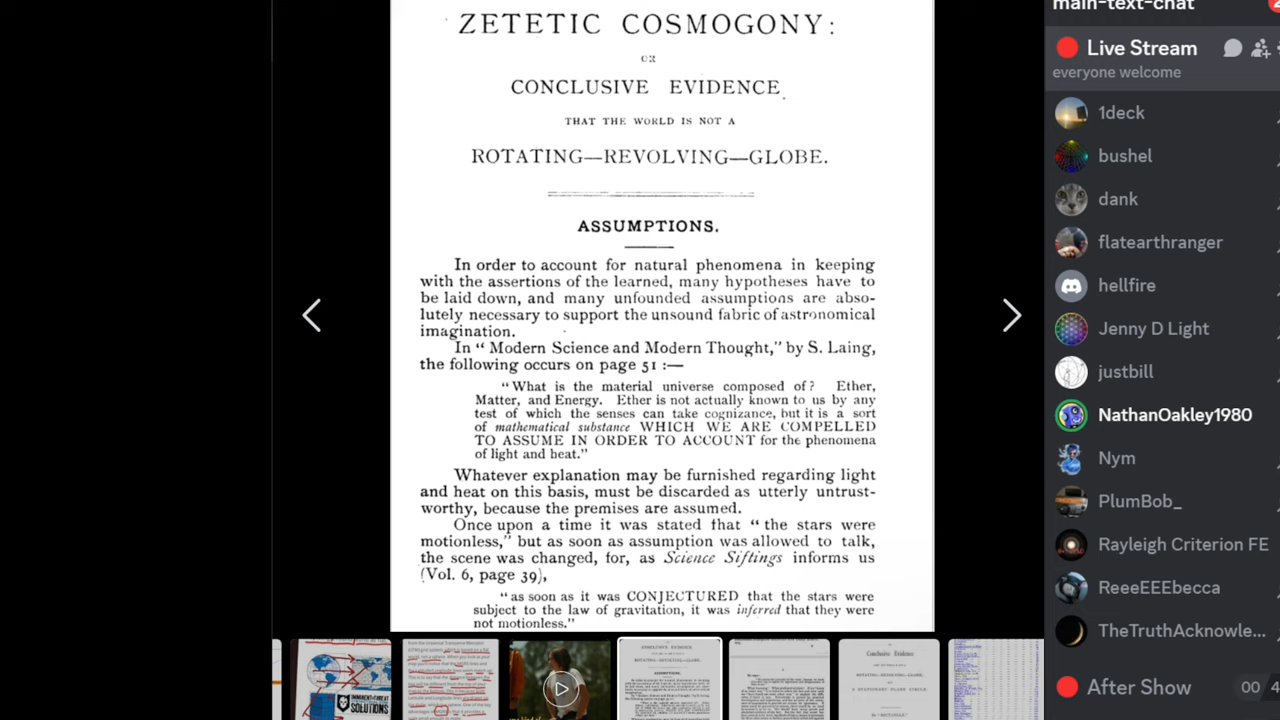 ZETETIC COSMOGONY:
OR
CONCLUSIVE EVIDENCE
THAT THE WORLD IS NOT A
ROTATING—REVOLVING—GLOBE.
ASSUMPTIONS.
In order to account for natural phenomena in keeping
with the assertions of the learned, many hypotheses have to
be laid down, and many unfounded assumptions are abso-
lutely necessary to support the unsound fabric of astronomical
imagination.
In “ Modern Science and Modern Thought,” by S. Laing,
the following occurs on page 51 :—
“ What is the material universe composed of ? Ether,
Matter, and Energy. Ether is not actually known to us by any
test of which the senses can take cognizance, but it is a sort
of mathematical substance WHICH WE ARE COMPELLED
TO ASSUME IN ORDER TO ACCOUNT for the phenomena
of light and heat.”
Whatever explanation may be furnished regarding light
and heat on this basis, must be discarded as utterly untrust-
worthy, because the premises are assumed.
Once upon a time it was stated that “ the stars were
motionless,” but as soon as assumption was allowed to talk,
the scene was changed, for, as Science Siftings informs us
(Vol. 6, page 39),
“ as soon as it was CONJECTURED that the stars were
subject to the law of gravitation, it was inferred that they were
not motionless.”
main-text-chat
Live Stream
everyone welcome
1deck
bushel
dank
flatearthranger
hellfire
Jenny D Light
justbill
NathanOakley1980
Nym
PlumBob_
Rayleigh Criterion FE
ReeeEEEbecca
TheTruthAcknowle...
After Show
00
SOLUTIONS
Conclusive Evidence